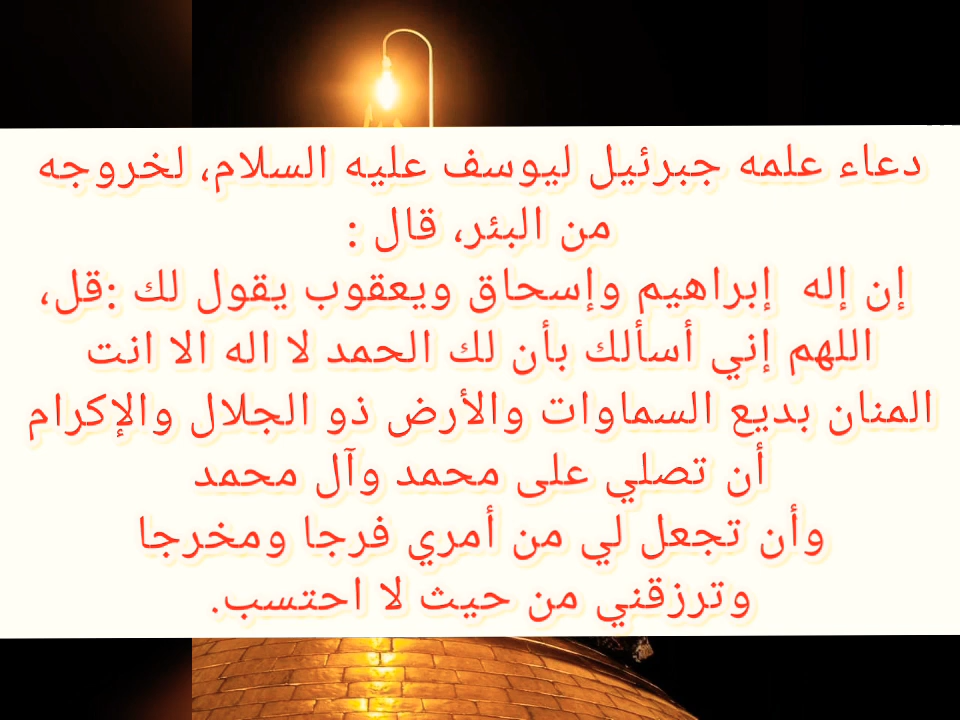 دعاء علمه جبرئيل ليوسف عليه السلام، لخروجه
من البئر، قال :
إن إله إبراهيم وإسحاق ويعقوب يقول لك :قل،
اللهم إني أسألك بأن لك الحمد لا اله الا انت
المنان بديع السماوات والأرض ذو الجلال والإكرام
أن تصلي على محمد وآل محمد
وأن تجعل لي من أمري فرجا ومخرجا
وترزقني من حيث لا احتسب.